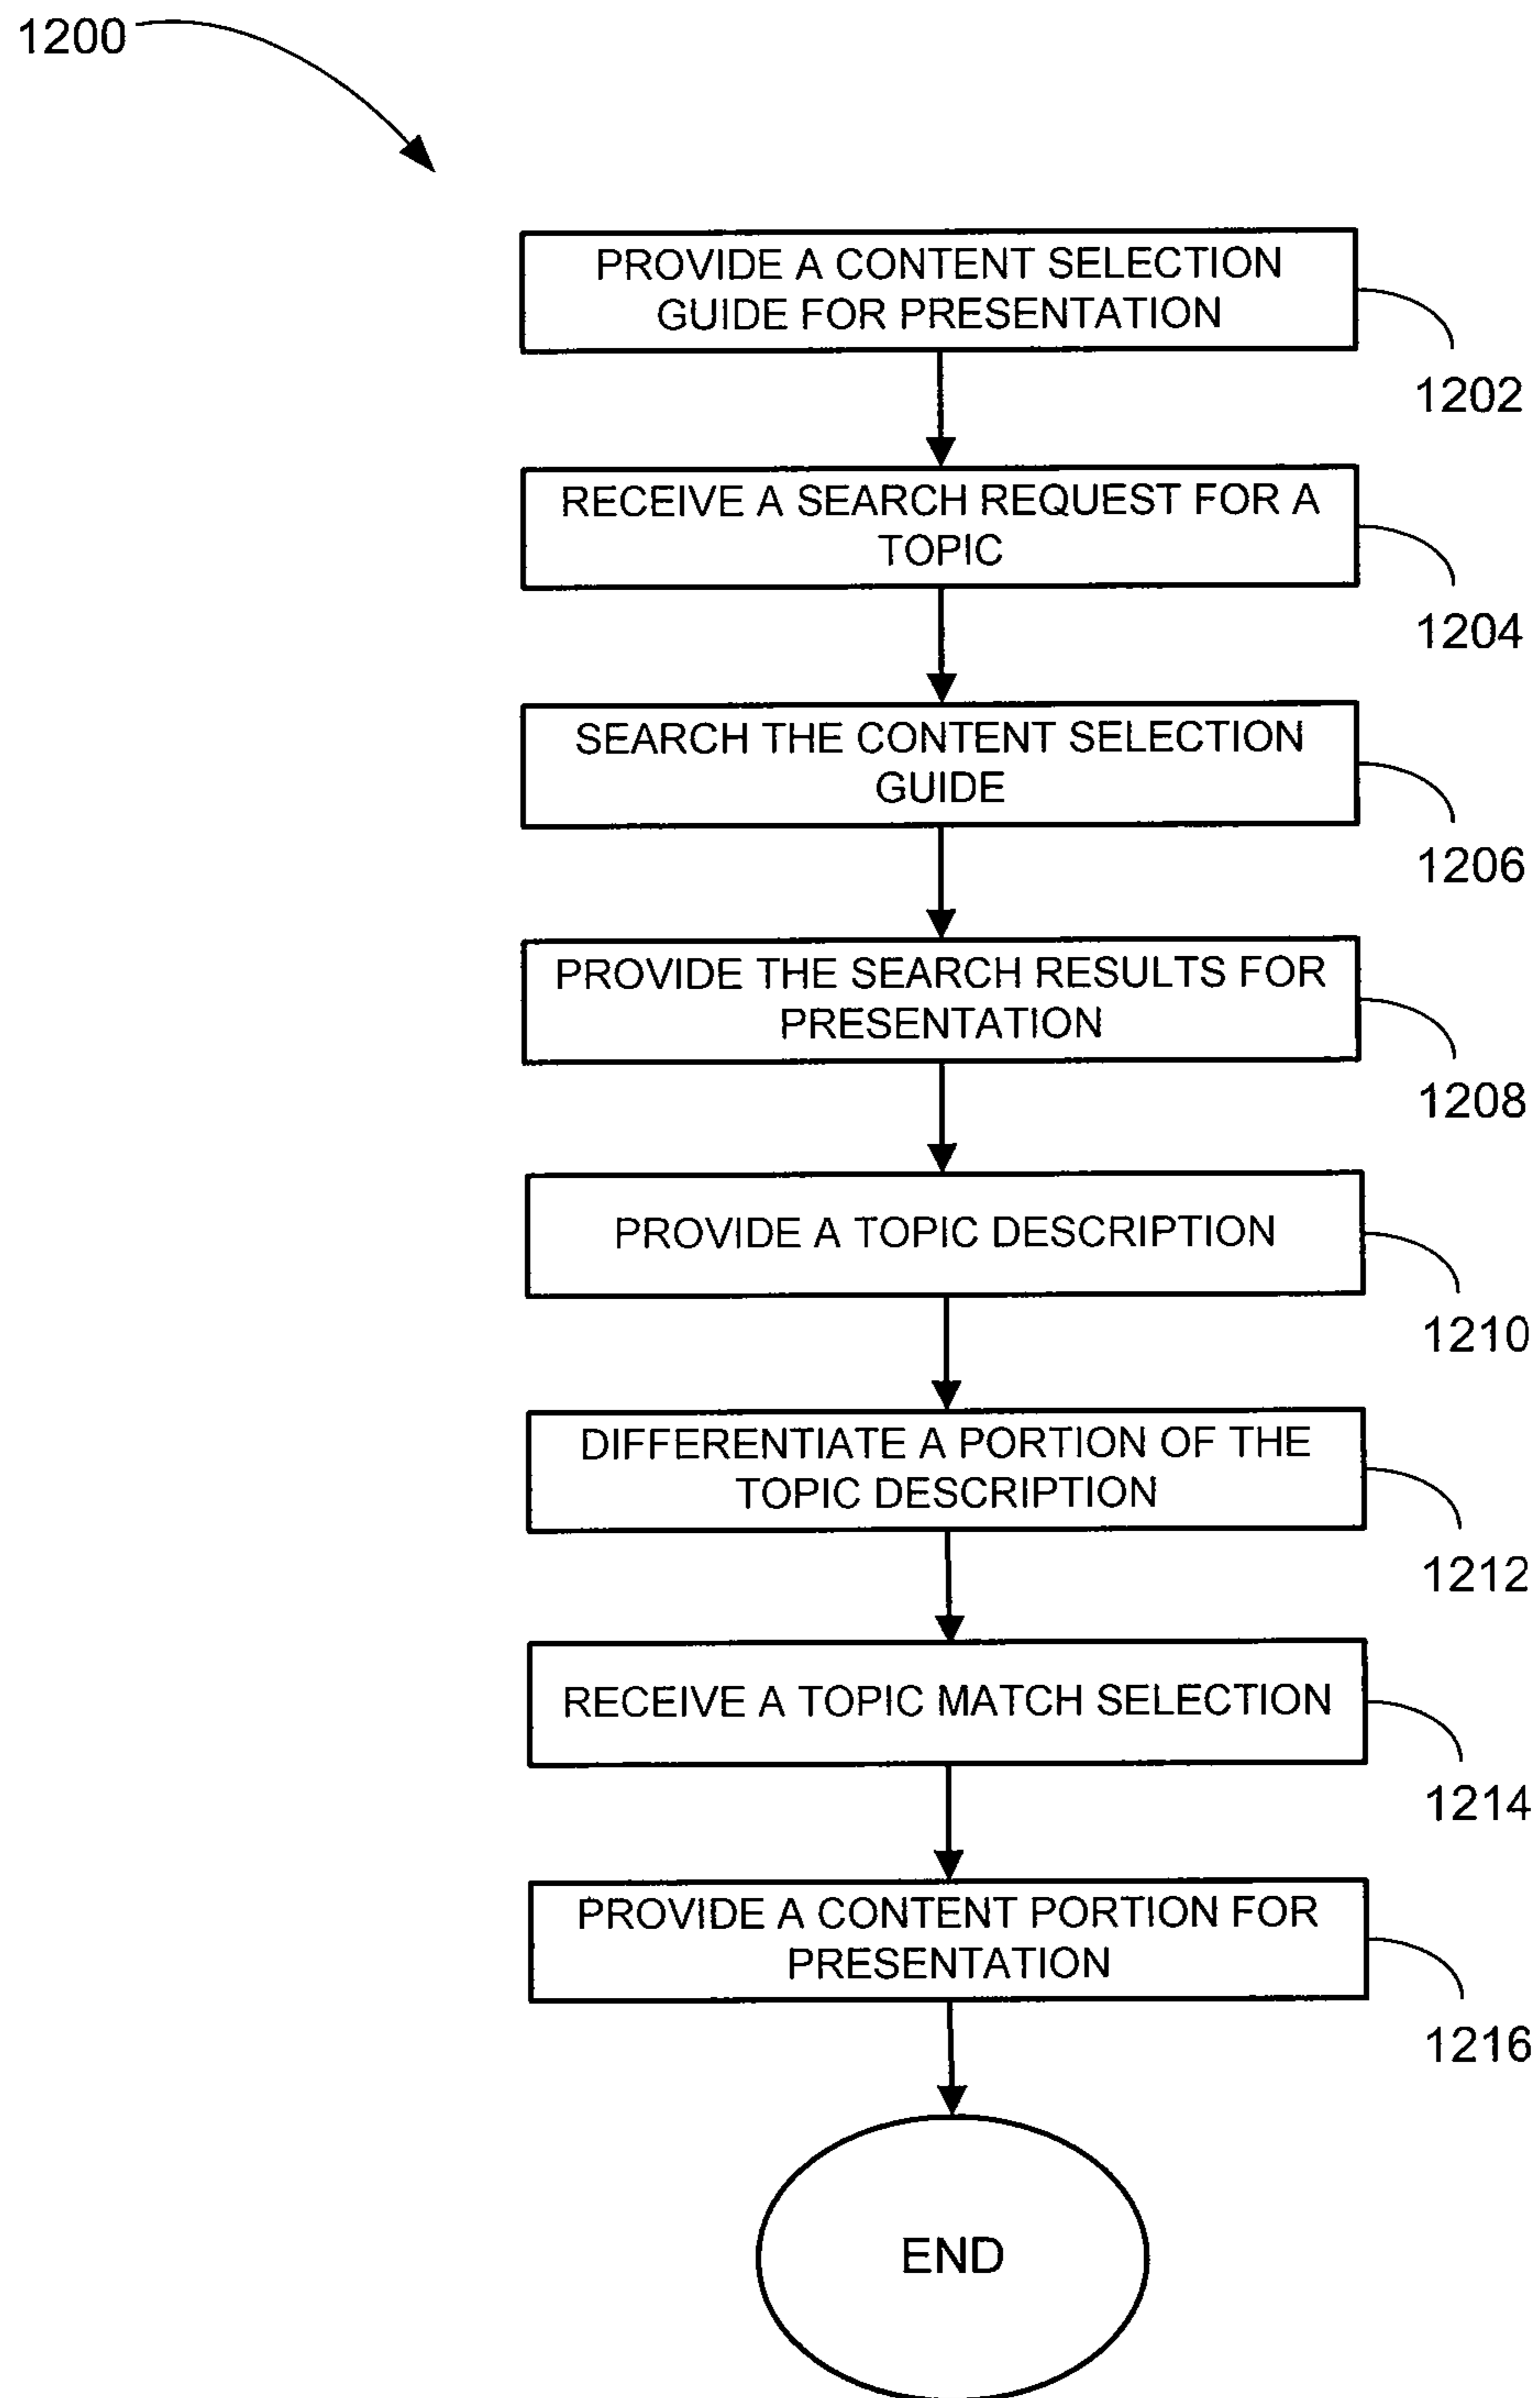 1200
PROVIDE A CONTENT SELECTION
GUIDE FOR PRESENTATION
1202
RECEIVE A SEARCH REQUEST FOR A
TOPIC
1204
SEARCH THE CONTENT SELECTION
GUIDE
1206
PROVIDE THE SEARCH RESULTS FOR
PRESENTATION
1208
PROVIDE A TOPIC DESCRIPTION
1210
DIFFERENTIATE A PORTION OF THE
TOPIC DESCRIPTION
1212
RECEIVE A TOPIC MATCH SELECTION
1214
PROVIDE A CONTENT PORTION FOR
PRESENTATION
1216
END